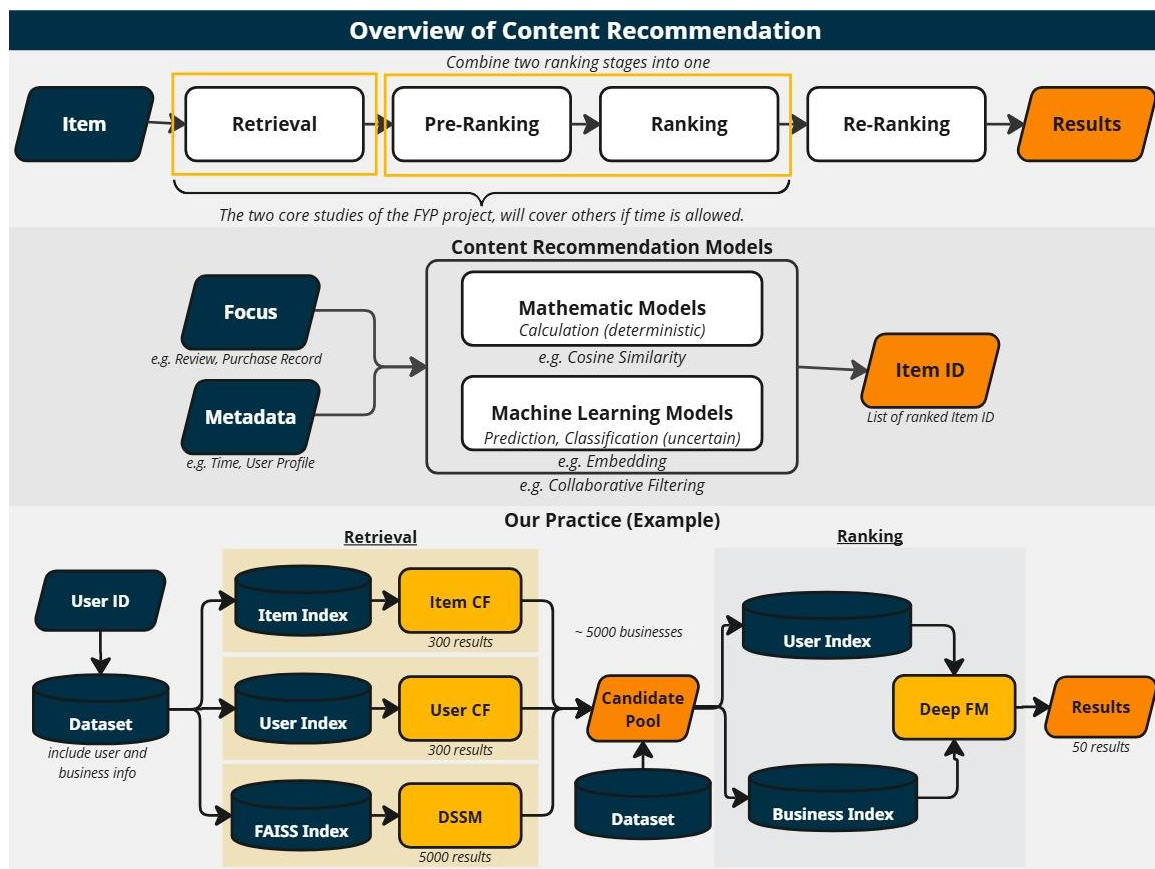 Overview of Content Recommendation
Combine two ranking stages into one
Item
Retrieval
Pre-Ranking
Ranking
Re-Ranking
Results
The two core studies of the FYP project, will cover others if time is allowed.
Content Recommendation Models
Focus
e.g. Review, Purchase Record
Metadata
e.g. Time, User Profile
Mathematic Models
Calculation (deterministic)
e.g. Cosine Similarity
Machine Learning Models
Prediction, Classification (uncertain)
e.g. Embedding
e.g. Collaborative Filtering
Item ID
List of ranked Item ID
Our Practice (Example)
Retrieval
Ranking
User ID
Dataset
include user and
business info
Item Index
Item CF
300 results
User Index
User CF
300 results
FAISS Index
DSSM
5000 results
~ 5000 businesses
Candidate
Pool
Dataset
User Index
Business Index
Deep FM
Results
50 results